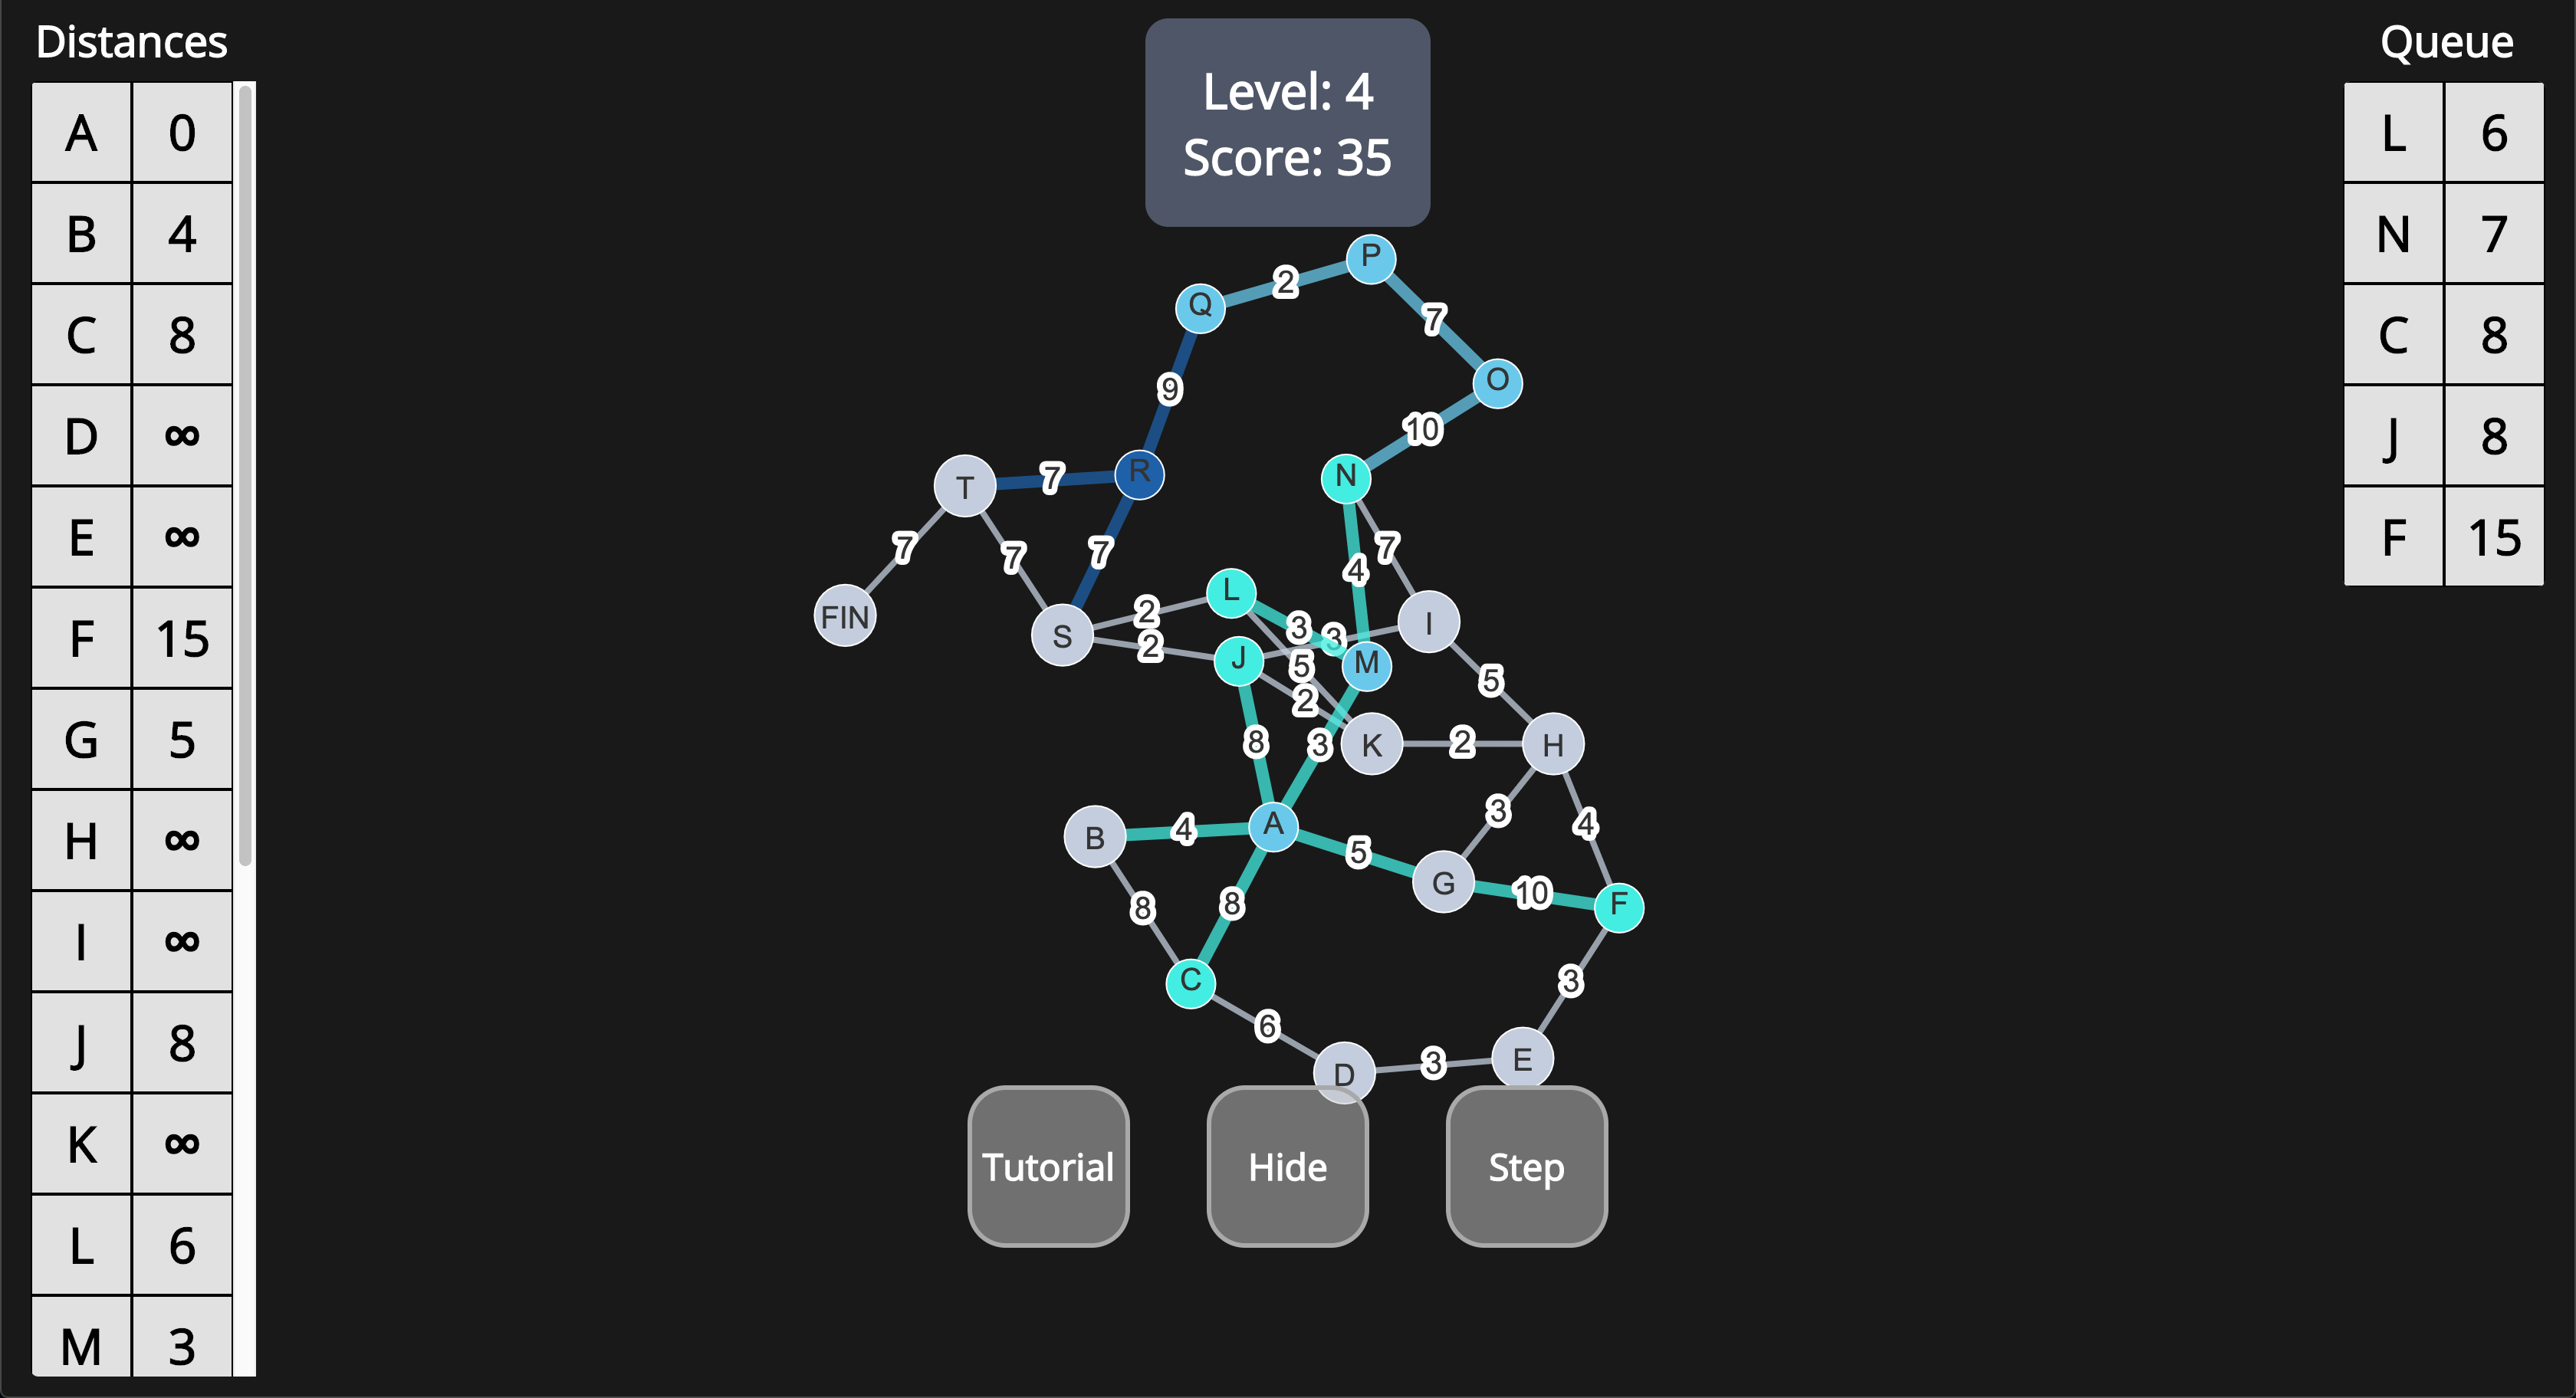 Distances
A 0
B 4
C 8
D ∞
E ∞
F 15
G 5
H ∞
I ∞
J 8
K ∞
L 6
M 3
Level: 4
Score: 35
P
2
Q
7
O
9
10
N
R
7
T
7
7
7
4
7
L
FIN
2
3
I
S
3
2
J
5
M
5
2
8
3
K
2
H
3
4
B
4
A
5
G
10
F
8
8
C
3
6
D
3
E
Tutorial
Hide
Step
Queue
L 6
N 7
C 8
J 8
F 15